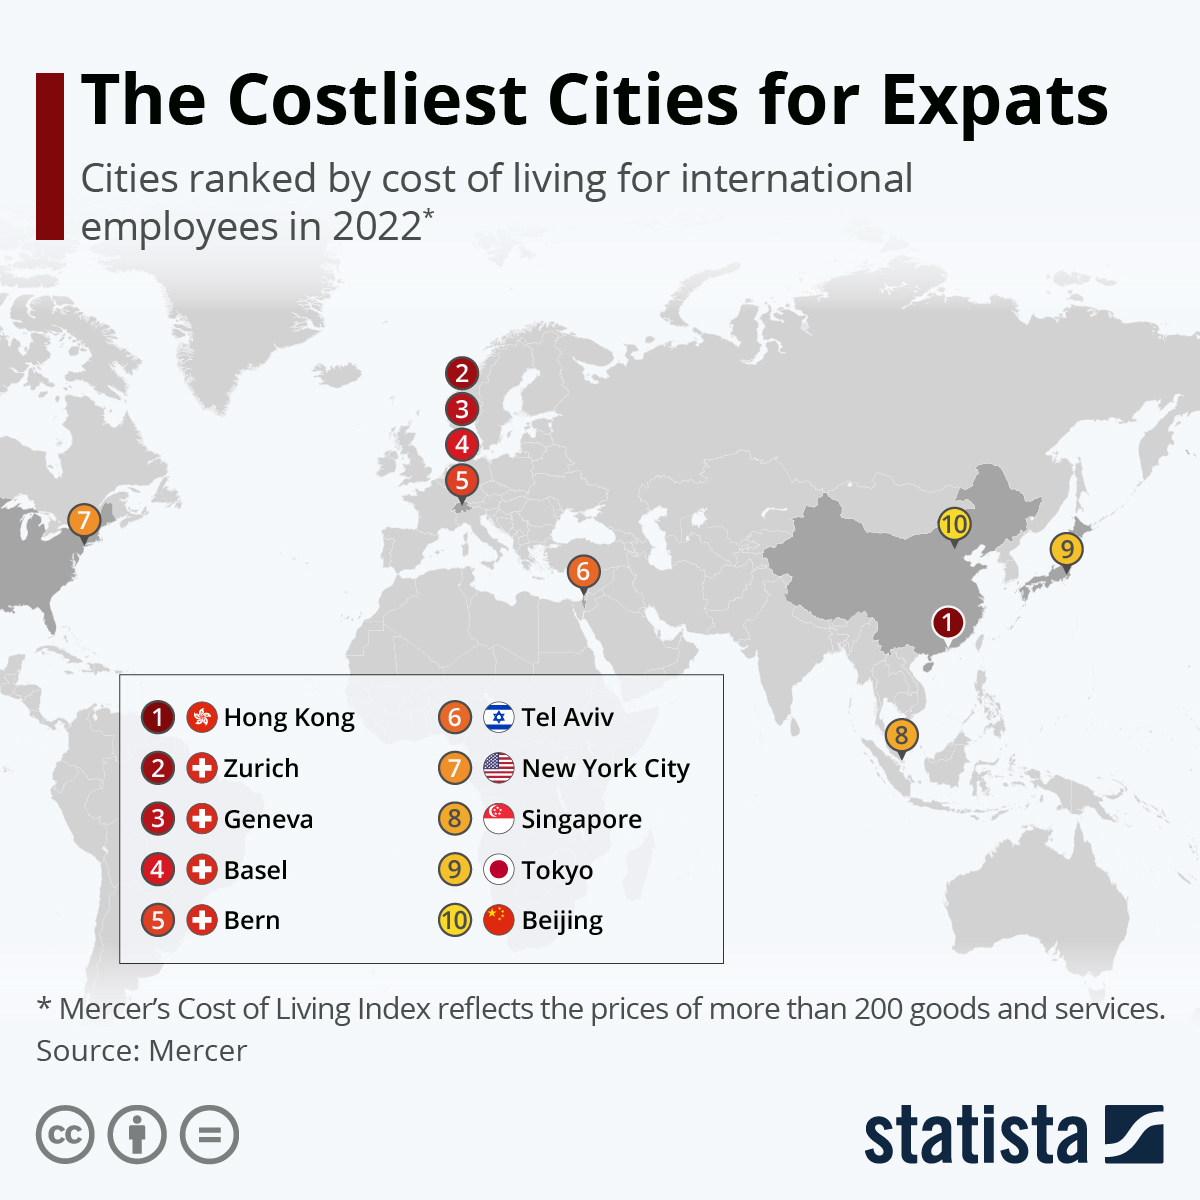 The Costliest Cities for Expats
Cities ranked by cost of living for international
employees in 2022*
2
3
4
5
7
10
9
6
1
8
1 Hong Kong
2 Zurich
3 Geneva
4 Basel
5 Bern
6 Tel Aviv
7 New York City
8 Singapore
9 Tokyo
10 Beijing
* Mercer’s Cost of Living Index reflects the prices of more than 200 goods and services.
Source: Mercer
cc
=
statista